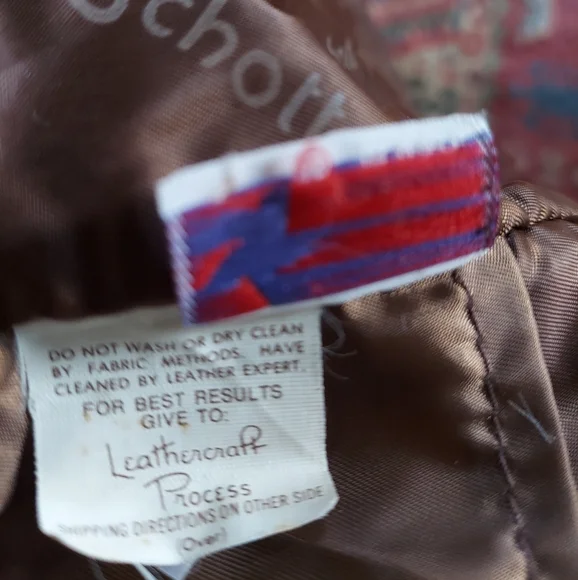 Schott
DO NOT WASH OR DRY CLEAN
BY FABRIC METHODS. HAVE
CLEANED BY LEATHER EXPERT.
FOR BEST RESULTS
GIVE TO:
Leathercraft
Process
SHIPPING DIRECTIONS ON OTHER SIDE
(Over)